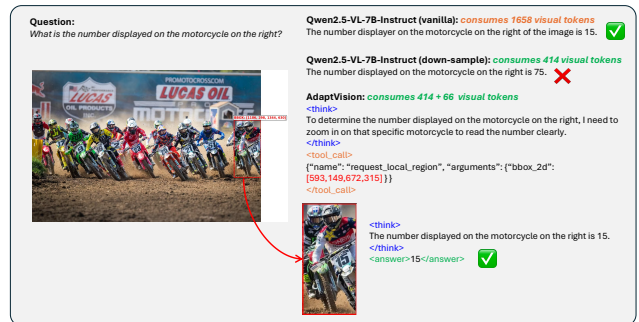 Question:
What is the number displayed on the motorcycle on the right?
PROMOTOCROSS.COM
LUCAS
OIL PRODUCTS
LUCAS OIL
Qwen2.5-VL-7B-Instruct (vanilla): consumes 1658 visual tokens
The number displayer on the motorcycle on the right of the image is 15.
Qwen2.5-VL-7B-Instruct (down-sample): consumes 414 visual tokens
The number displayed on the motorcycle on the right is 75.
AdaptVision: consumes 414 + 66 visual tokens
<think>
To determine the number displayed on the motorcycle on the right, I need to
zoom in on that specific motorcycle to read the number clearly.
</think>
<tool_call>
{"name": "request_local_region", "arguments": {"bbox_2d":
[593,149,672,315] } }
</tool_call>
15
<think>
The number displayed on the motorcycle on the right is 15.
</think>
<answer>15</answer>